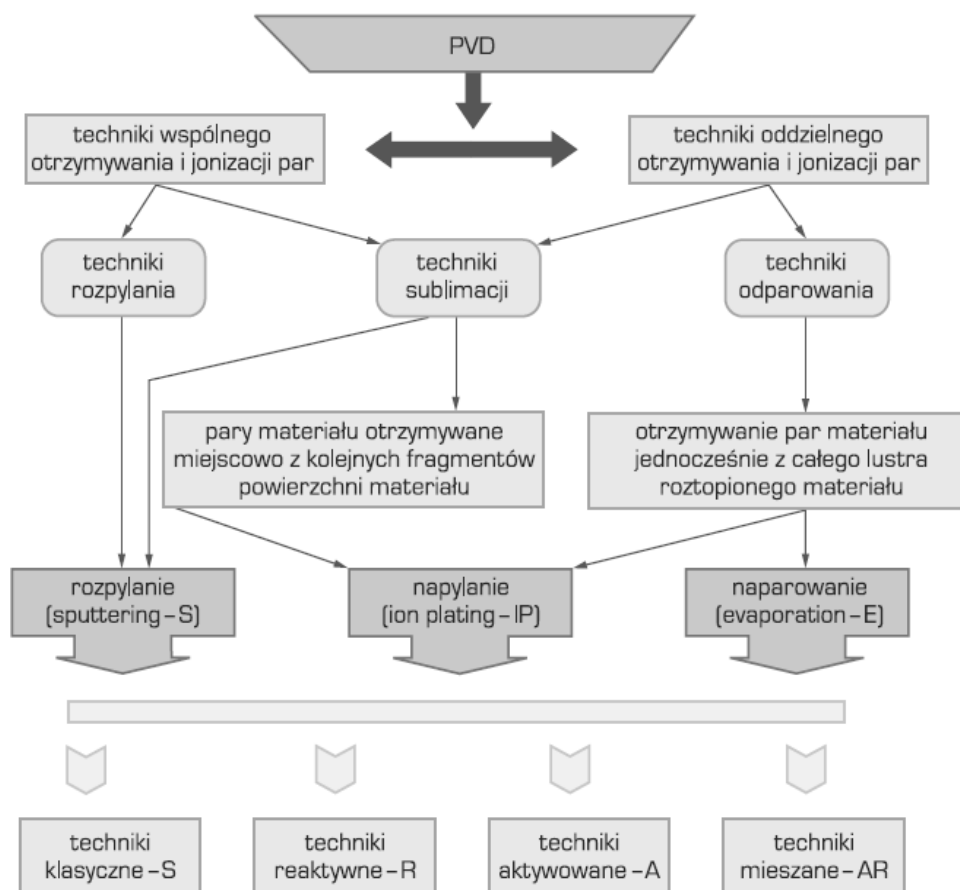 PVD
techniki wspólnego
otrzymywania i jonizacji par
techniki oddzielnego
otrzymywania i jonizacji par
techniki
rozpylania
techniki
sublimacji
techniki
odparowania
pary materiału otrzymywane
miejscowo z kolejnych fragmentów
powierzchni materiału
otrzymywanie par materiału
jednocześnie z całego lustra
roztopionego materiału
rozpylanie
(sputtering–S)
napylanie
(ion plating–IP)
naparowanie
(evaporation–E)
techniki
klasyczne–S
techniki
reaktywne–R
techniki
aktywowane–A
techniki
mieszane–AR